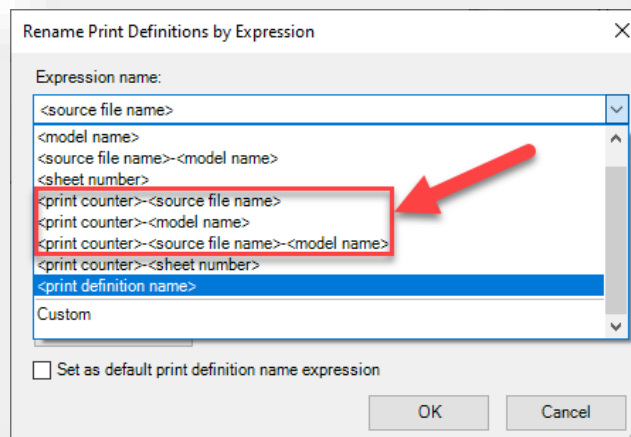 Rename Print Definitions by Expression
Expression name:
<source file name>
<model name>
<source file name>-<model name>
<sheet number>
<print counter>-<source file name>
<print counter>-<model name>
<print counter>-<source file name>-<model name>
<print counter>-<sheet number>
<print definition name>
Custom
Set as default print definition name expression
OK Cancel